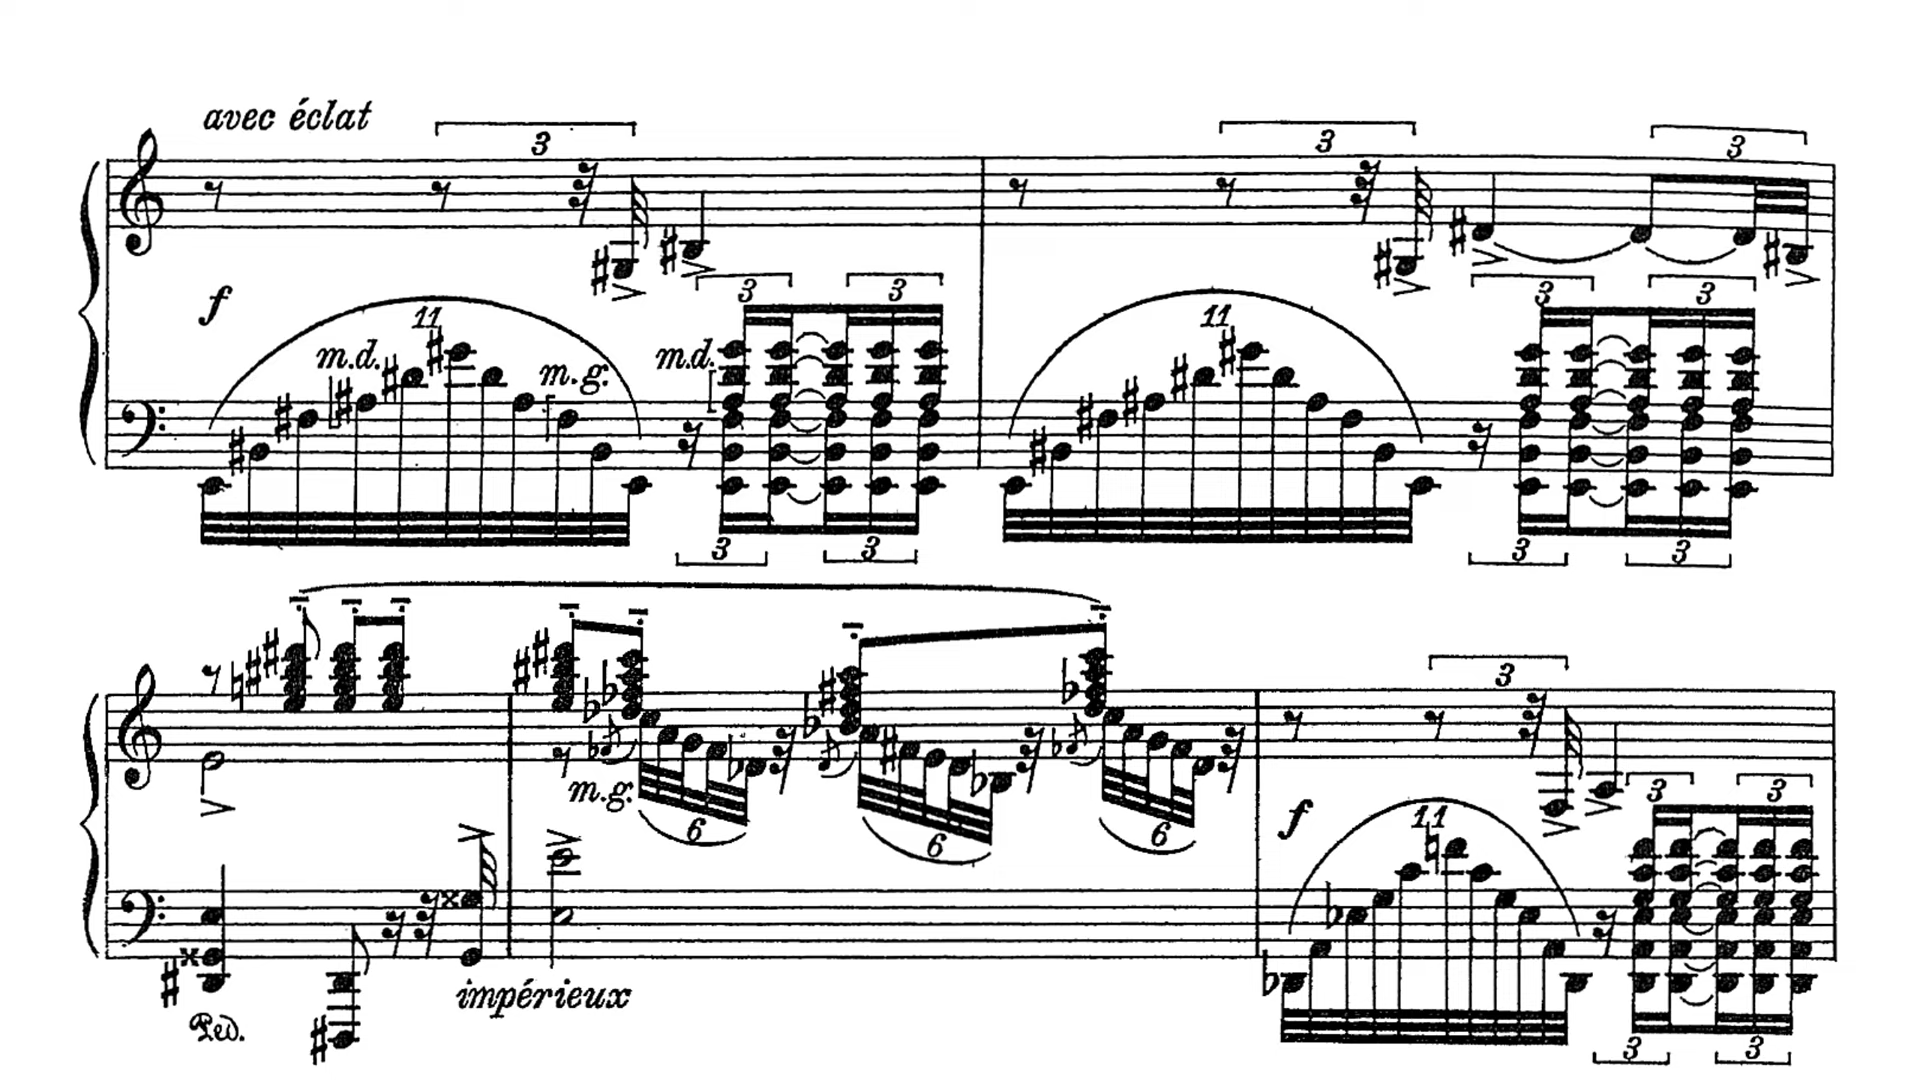 avec éclat
3 3 3
f 11 3 3 11 3 3
m.d. m.g. m.d.
3 3 3 3
3
m.g. 3 3
6 6 6 f 11
impérieux
Ped.
3 3